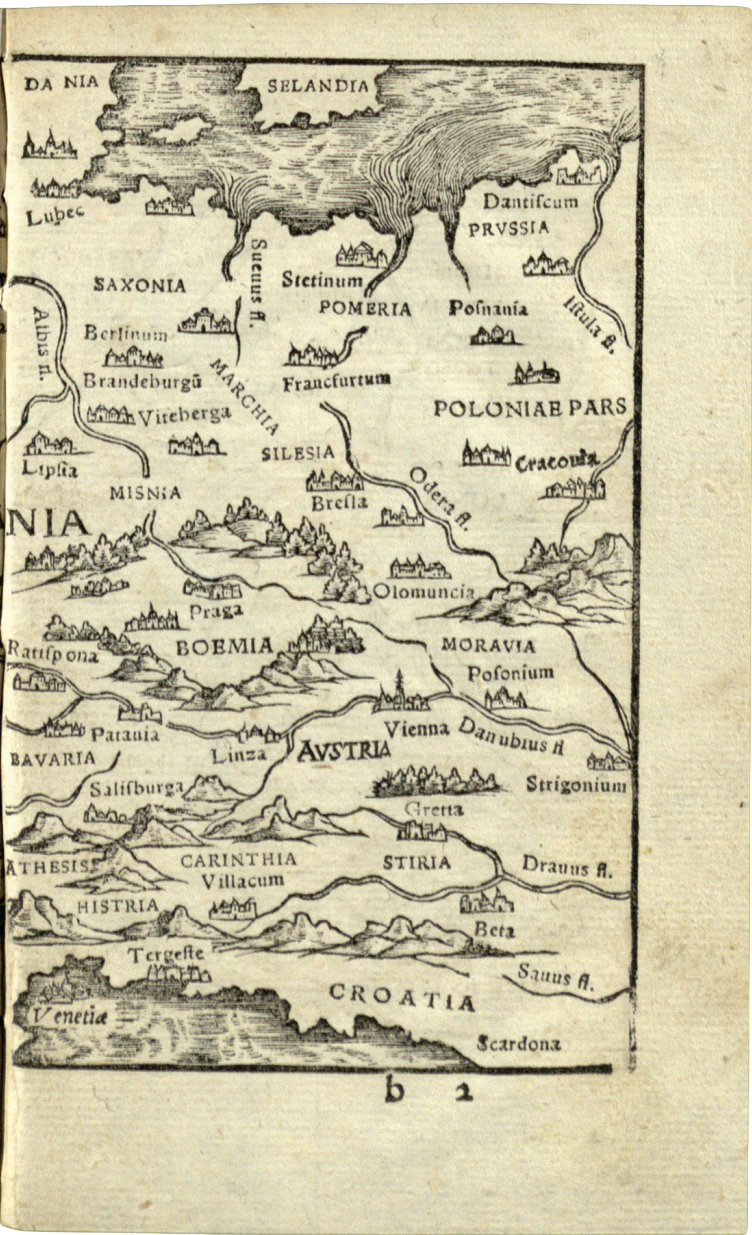 DA NIA
SELANDIA
Lubec
Dantiscum
PRVSSIA
Sueuus fl.
Stetinum
SAXONIA
POMERIA
Posnania
Istula fl.
Albis fl.
Berlinum
Brandeburgū
MARCHIA
Francfurtum
POLONIAE PARS
Viteberga
SILESIA
Cracouia
Lipsia
MISNIA
Bresla
Odera fl.
NIA
Olomuncia
Praga
Ratispona
BOEMIA
MORAVIA
Posonium
Patauia
Vienna
Danubius fl
BAVARIA
Linza
AVSTRIA
Salisburga
Strigonium
Gretta
ATHESIS
CARINTHIA
STIRIA
Drauus fl.
Villacum
HISTRIA
Beta
Tergeste
Sauus fl.
CROATIA
Venetiæ
Scardona
b 2